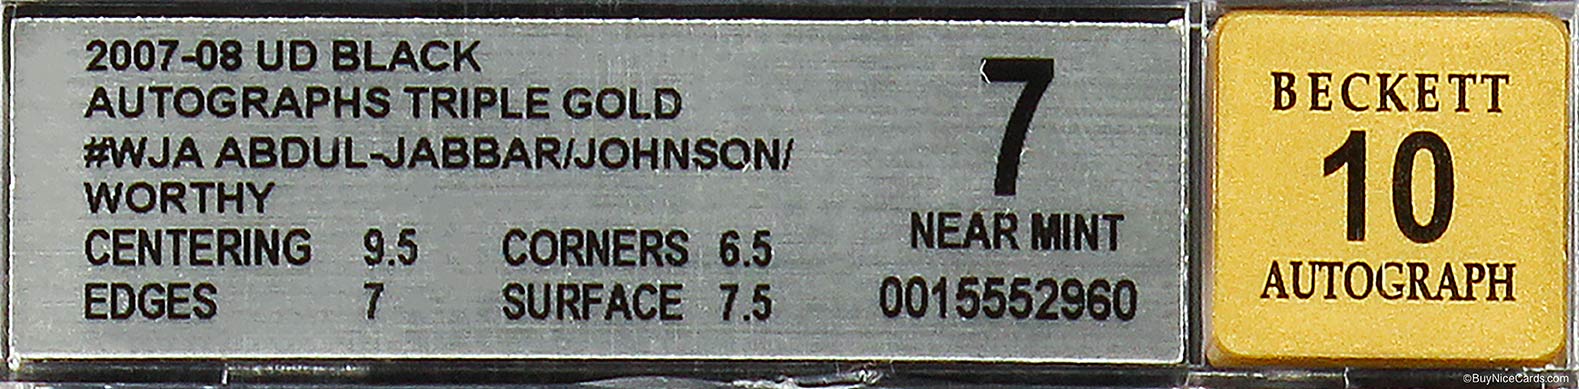 2007-08 UD BLACK
AUTOGRAPHS TRIPLE GOLD
#WJA ABDUL-JABBAR/JOHNSON/
WORTHY
CENTERING 9.5 CORNERS 6.5
EDGES 7 SURFACE 7.5
7
NEAR MINT
0015552960
BECKETT
10
AUTOGRAPH
©BuyNiceCards.com